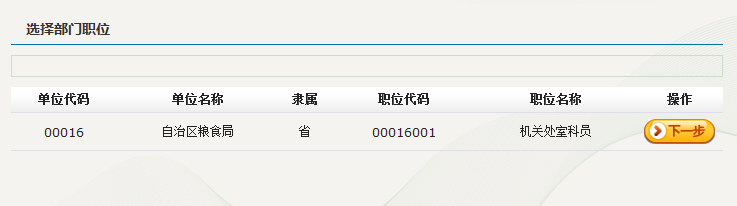 选择部门职位
单位代码 单位名称 隶属 职位代码 职位名称 操作
00016 自治区粮食局 省 00016001 机关处室科员 下一步